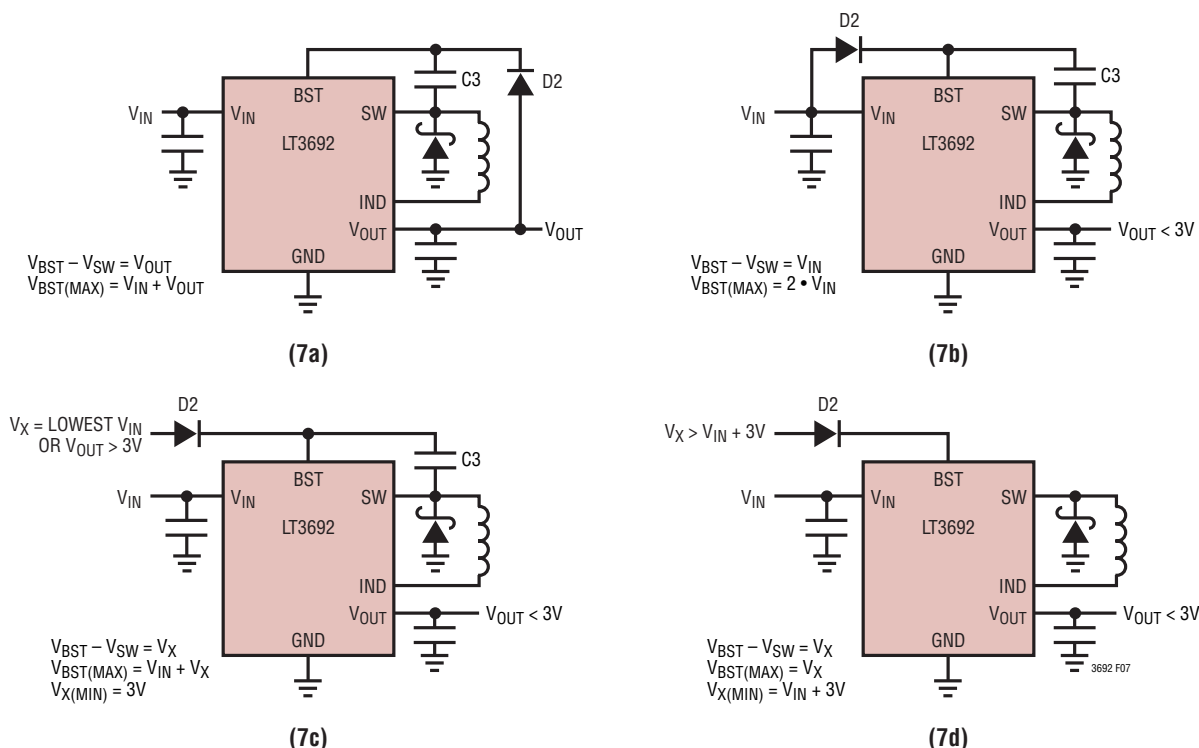 D2
C3
BST
V_IN
V_IN
SW
LT3692
IND
V_OUT
V_OUT
GND
V_BST – V_SW = V_OUT
V_BST(MAX) = V_IN + V_OUT
(7a)
D2
BST
C3
V_IN
V_IN
SW
LT3692
IND
V_OUT
V_OUT < 3V
GND
V_BST – V_SW = V_IN
V_BST(MAX) = 2 • V_IN
(7b)
D2
V_X = LOWEST V_IN
OR V_OUT > 3V
C3
BST
V_IN
V_IN
SW
LT3692
IND
V_OUT
V_OUT < 3V
GND
V_BST – V_SW = V_X
V_BST(MAX) = V_IN + V_X
V_X(MIN) = 3V
(7c)
D2
V_X > V_IN + 3V
BST
V_IN
V_IN
SW
LT3692
IND
V_OUT
V_OUT < 3V
GND
V_BST – V_SW = V_X
V_BST(MAX) = V_X
V_X(MIN) = V_IN + 3V
3692 F07
(7d)